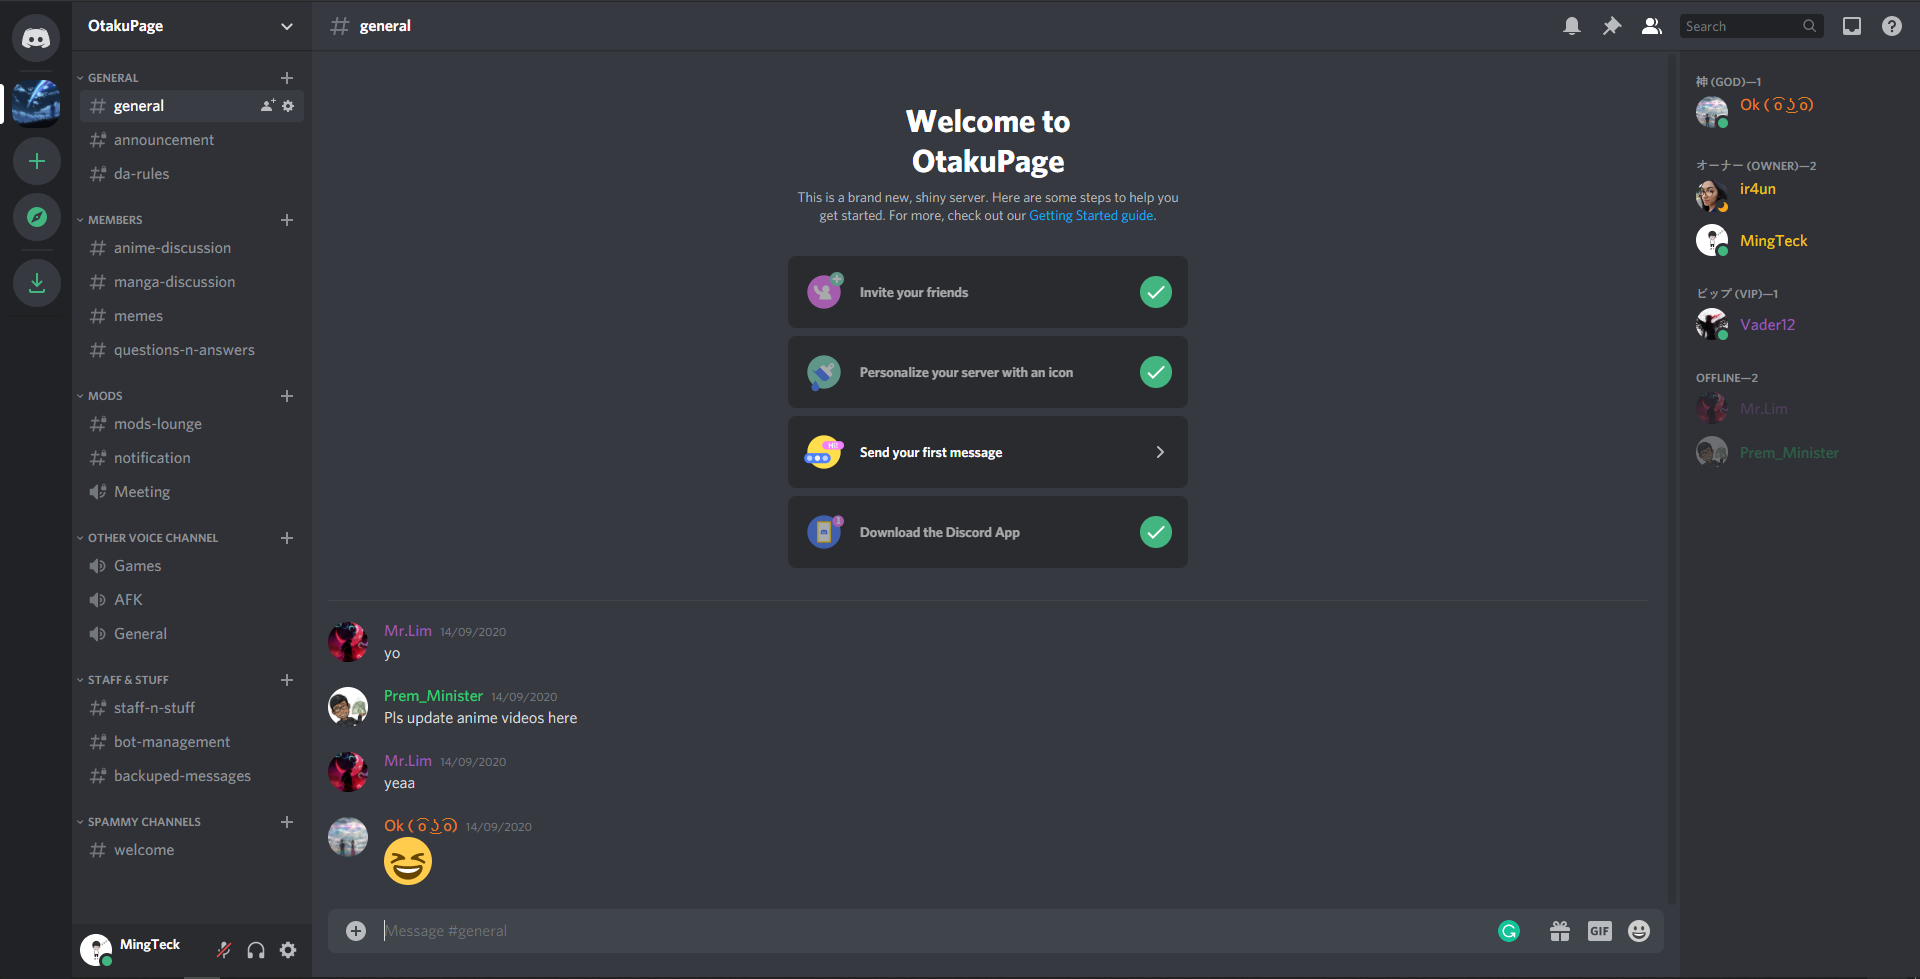 OtakuPage
GENERAL
general
announcement
da-rules
MEMBERS
anime-discussion
manga-discussion
memes
questions-n-answers
MODS
mods-lounge
notification
Meeting
OTHER VOICE CHANNEL
Games
AFK
General
STAFF & STUFF
staff-n-stuff
bot-management
backuped-messages
SPAMMY CHANNELS
welcome
MingTeck
general
Search
Welcome to
OtakuPage
This is a brand new, shiny server. Here are some steps to help you
get started. For more, check out our Getting Started guide.
Invite your friends
Personalize your server with an icon
Hi!
Send your first message
1
Download the Discord App
Mr.Lim 14/09/2020
yo
Prem_Minister 14/09/2020
Pls update anime videos here
Mr.Lim 14/09/2020
yeaa
Ok ( ͡o ͜ʖ ͡o) 14/09/2020
Message #general
GIF
神 (GOD)—1
Ok ( ͡o ͜ʖ ͡o)
オーナー (OWNER)—2
ir4un
MingTeck
ビップ (VIP)—1
Vader12
OFFLINE—2
Mr.Lim
Prem_Minister